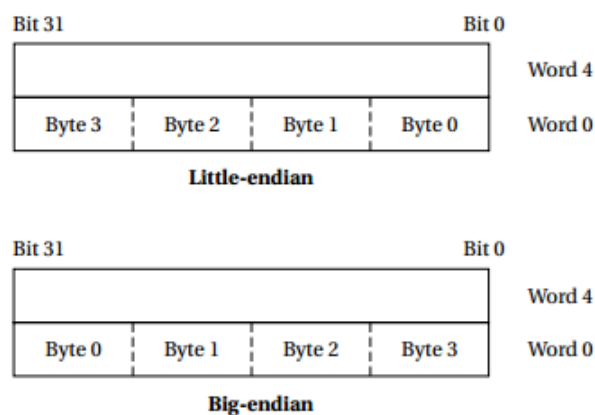 Bit 31 Bit 0
Word 4
Byte 3 Byte 2 Byte 1 Byte 0 Word 0
Little-endian
Bit 31 Bit 0
Word 4
Byte 0 Byte 1 Byte 2 Byte 3 Word 0
Big-endian